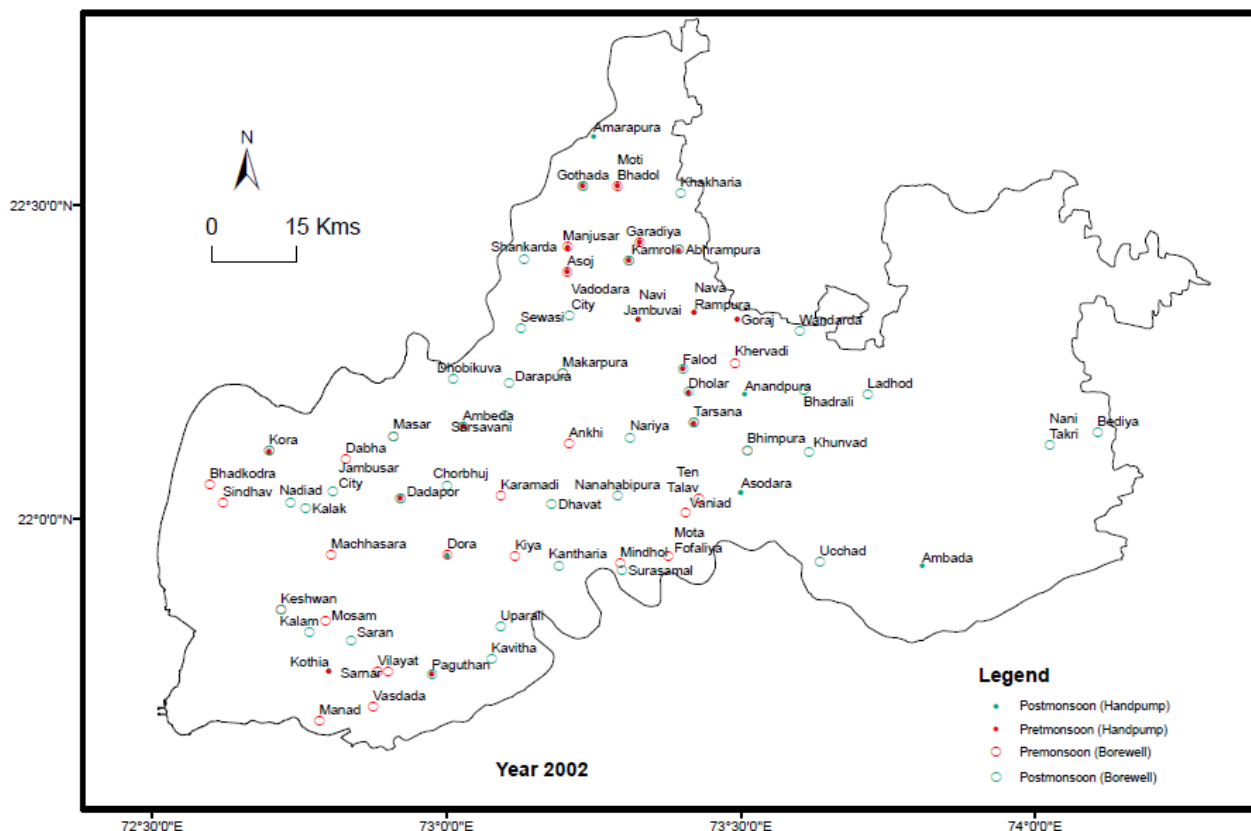 Amarapura
Moti
Bhadol
Gothada
Khakharia
N
22°30'0"N
0 15 Kms
Manjusar
Garadiya
Shankarda
Kamrol
Abhrampura
Asoj
Vadodara
City
Navi
Jambuvai
Nava
Rampura
Sewasi
Goraj
Wandarda
Khervadi
Makarpura
Falod
Dhobikuva
Darapura
Dholar
Anandpura
Ladhod
Bhadrali
Ambeda
Sarsavani
Tarsana
Masar
Nariya
Nani
Takri
Bediya
Kora
Dabha
Ankhi
Bhimpura
Khunvad
Bhadkodra
Jambusar
City
Chorbhuj
Ten
Talav
Sindhav
Nadiad
Dadapor
Karamadi
Nanahabipura
Asodara
Kalak
Dhavat
Vaniad
22°0'0"N
Mota
Fofaliya
Machhasara
Dora
Kiya
Kantharia
Mindhol
Surasamal
Ucchad
Ambada
Keshwan
Kalam
Mosam
Uparali
Saran
Kavitha
Kothia
Samar
Vilayat
Paguthan
Vasdada
Manad
Legend
Postmonsoon (Handpump)
Pretmonsoon (Handpump)
Premonsoon (Borewell)
Postmonsoon (Borewell)
Year 2002
72°30'0"E 73°0'0"E 73°30'0"E 74°0'0"E